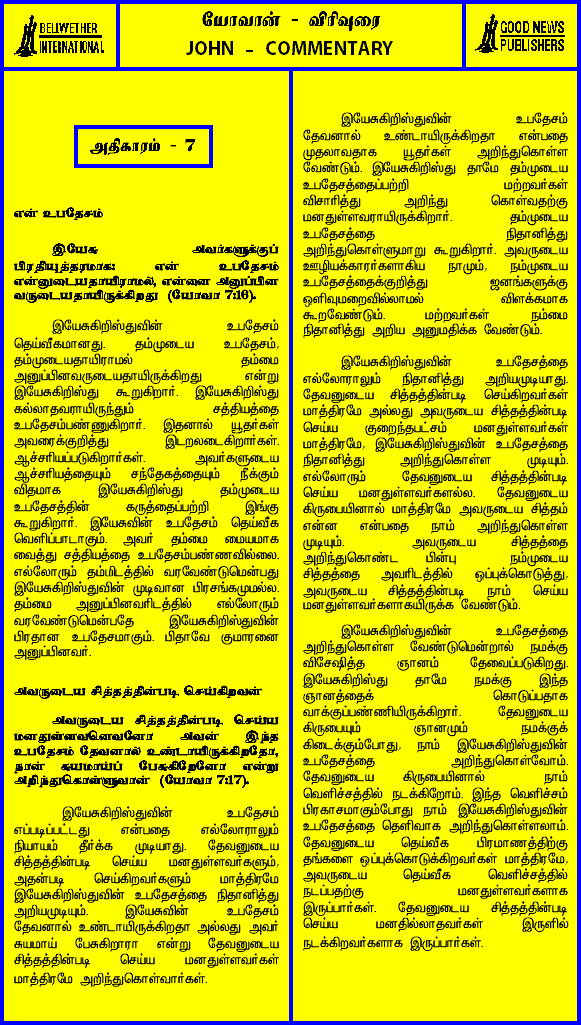 BELLWETHER
INTERNATIONAL
யோவான் - விரிவுரை
JOHN - COMMENTARY
GOOD NEWS
PUBLISHERS
அதிகாரம் - 7
என் உபதேசம்
இயேசு அவர்களுக்குப்
பிரதியுத்தரமாக: என் உபதேசம்
என்னுடையதாயிராமல், என்னை அனுப்பின
வருடையதாயிருக்கிறது (யோவா 7:16).
இயேசுகிறிஸ்துவின் உபதேசம்
தெய்வீகமானது. தம்முடைய உபதேசம்,
தம்முடையதாயிராமல் தம்மை
அனுப்பினவருடையதாயிருக்கிறது என்று
இயேசுகிறிஸ்து கூறுகிறார். இயேசுகிறிஸ்து
கல்லாதவராயிருந்தும் சத்தியத்தை
உபதேசம்பண்ணுகிறார். இதனால் யூதர்கள்
அவரைக்குறித்து இடறலடைகிறார்கள்.
ஆச்சரியப்படுகிறார்கள். அவர்களுடைய
ஆச்சரியத்தையும் சந்தேகத்தையும் நீக்கும்
விதமாக இயேசுகிறிஸ்து தம்முடைய
உபதேசத்தின் கருத்தைப்பற்றி இங்கு
கூறுகிறார். இயேசுவின் உபதேசம் தெய்வீக
வெளிப்பாடாகும். அவர் தம்மை மையமாக
வைத்து சத்தியத்தை உபதேசம்பண்ணவில்லை.
எல்லோரும் தம்மிடத்தில் வரவேண்டுமென்பது
இயேசுகிறிஸ்துவின் முடிவான பிரசங்கமுமல்ல.
தம்மை அனுப்பினவரிடத்தில் எல்லோரும்
வரவேண்டுமென்பதே இயேசுகிறிஸ்துவின்
பிரதான உபதேசமாகும். பிதாவே குமாரனை
அனுப்பினவர்.
அவருடைய சித்தத்தின்படி செய்கிறவன்
அவருடைய சித்தத்தின்படி செய்ய
மனதுள்ளவனெவனோ அவன் இந்த
உபதேசம் தேவனால் உண்டாயிருக்கிறதோ,
நான் சுயமாய்ப் பேசுகிறேனோ என்று
அறிந்துகொள்ளுவான் (யோவா 7:17).
இயேசுகிறிஸ்துவின் உபதேசம்
எப்படிப்பட்டது என்பதை எல்லோராலும்
நியாயம் தீர்க்க முடியாது. தேவனுடைய
சித்தத்தின்படி செய்ய மனதுள்ளவர்களும்,
அதன்படி செய்கிறவர்களும் மாத்திரமே
இயேசுகிறிஸ்துவின் உபதேசத்தை நிதானித்து
அறியமுடியும். இயேசுவின் உபதேசம்
தேவனால் உண்டாயிருக்கிறதா அல்லது அவர்
சுயமாய் பேசுகிறாரா என்று தேவனுடைய
சித்தத்தின்படி செய்ய மனதுள்ளவர்கள்
மாத்திரமே அறிந்துகொள்வார்கள்.
இயேசுகிறிஸ்துவின் உபதேசம்
தேவனால் உண்டாயிருக்கிறதா என்பதை
முதலாவதாக யூதர்கள் அறிந்துகொள்ள
வேண்டும். இயேசுகிறிஸ்து தாமே தம்முடைய
உபதேசத்தைப்பற்றி மற்றவர்கள்
விசாரித்து அறிந்து கொள்வதற்கு
மனதுள்ளவராயிருக்கிறார். தம்முடைய
உபதேசத்தை நிதானித்து
அறிந்துகொள்ளுமாறு கூறுகிறார். அவருடைய
ஊழியக்காரர்களாகிய நாமும், நம்முடைய
உபதேசத்தைக்குறித்து ஜனங்களுக்கு
ஒளிவுமறைவில்லாமல் விளக்கமாக
கூறவேண்டும். மற்றவர்கள் நம்மை
நிதானித்து அறிய அனுமதிக்க வேண்டும்.
இயேசுகிறிஸ்துவின் உபதேசத்தை
எல்லோராலும் நிதானித்து அறியமுடியாது.
தேவனுடைய சித்தத்தின்படி செய்கிறவர்கள்
மாத்திரமே அல்லது அவருடைய சித்தத்தின்படி
செய்ய குறைந்தபட்சம் மனதுள்ளவர்கள்
மாத்திரமே, இயேசுகிறிஸ்துவின் உபதேசத்தை
நிதானித்து அறிந்துகொள்ள முடியும்.
எல்லோரும் தேவனுடைய சித்தத்தின்படி
செய்ய மனதுள்ளவர்களல்ல. தேவனுடைய
கிருபையினால் மாத்திரமே அவருடைய சித்தம்
என்ன என்பதை நாம் அறிந்துகொள்ள
முடியும். அவருடைய சித்தத்தை
அறிந்துகொண்ட பின்பு நம்முடைய
சித்தத்தை அவரிடத்தில் ஒப்புக்கொடுத்து,
அவருடைய சித்தத்தின்படி நாம் செய்ய
மனதுள்ளவர்களாகயிருக்க வேண்டும்.
இயேசுகிறிஸ்துவின் உபதேசத்தை
அறிந்துகொள்ள வேண்டுமென்றால் நமக்கு
விசேஷித்த ஞானம் தேவைப்படுகிறது.
இயேசுகிறிஸ்து தாமே நமக்கு இந்த
ஞானத்தைக் கொடுப்பதாக
வாக்குப்பண்ணியிருக்கிறார். தேவனுடைய
கிருபையும் ஞானமும் நமக்குக்
கிடைக்கும்போது, நாம் இயேசுகிறிஸ்துவின்
உபதேசத்தை அறிந்துகொள்வோம்.
தேவனுடைய கிருபையினால் நாம்
வெளிச்சத்தில் நடக்கிறோம். இந்த வெளிச்சம்
பிரகாசமாகும்போது நாம் இயேசுகிறிஸ்துவின்
உபதேசத்தை தெளிவாக அறிந்துகொள்ளலாம்.
தேவனுடைய தெய்வீக பிரமாணத்திற்கு
தங்களை ஒப்புக்கொடுக்கிறவர்கள் மாத்திரமே,
அவருடைய தெய்வீக வெளிச்சத்தில்
நடப்பதற்கு மனதுள்ளவர்களாக
இருப்பார்கள். தேவனுடைய சித்தத்தின்படி
செய்ய மனதில்லாதவர்கள் இருளில்
நடக்கிறவர்களாக இருப்பார்கள்.